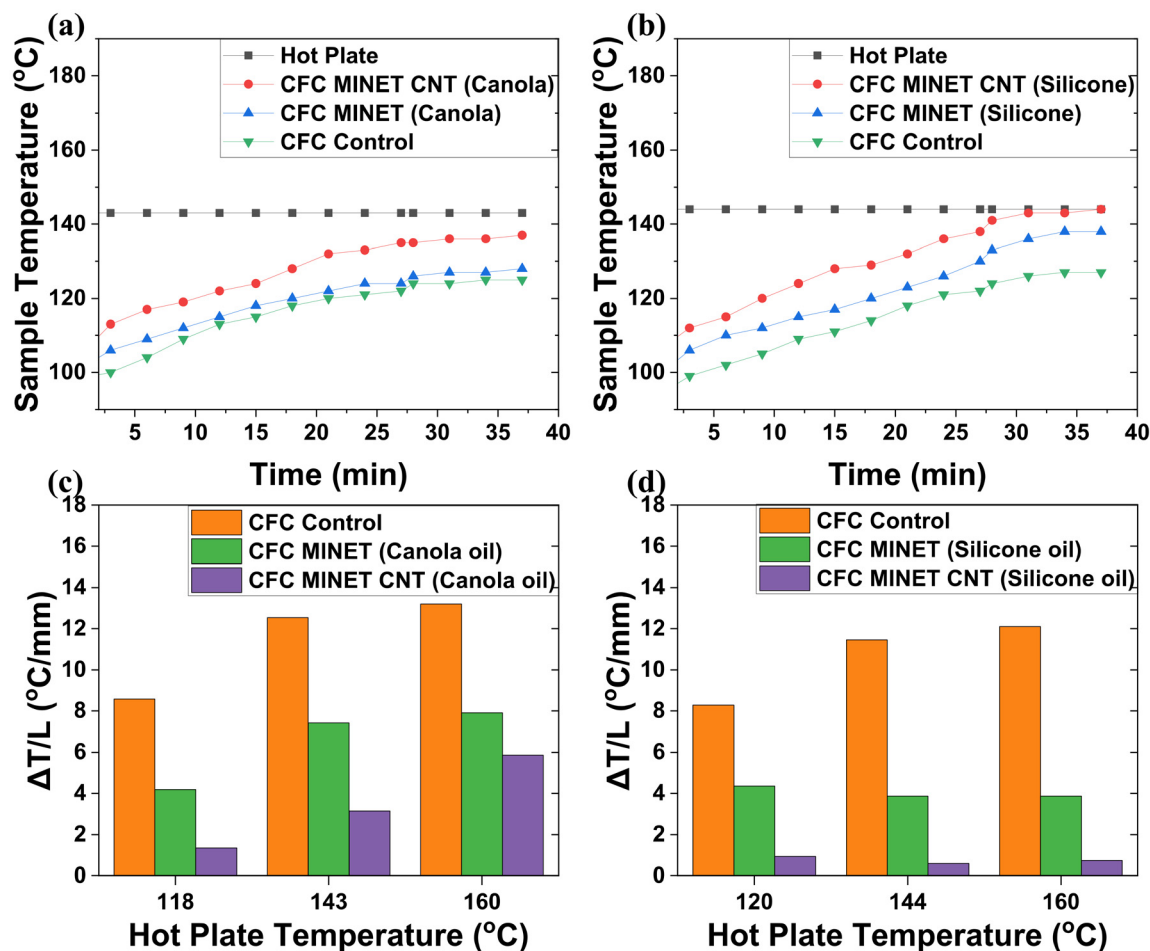 (a)
Hot Plate
CFC MINET CNT (Canola)
CFC MINET (Canola)
CFC Control
Sample Temperature (°C)
180
160
140
120
100
5 10 15 20 25 30 35 40
Time (min)
(b)
Hot Plate
CFC MINET CNT (Silicone)
CFC MINET (Silicone)
CFC Control
Sample Temperature (°C)
180
160
140
120
100
5 10 15 20 25 30 35 40
Time (min)
(c)
CFC Control
CFC MINET (Canola oil)
CFC MINET CNT (Canola oil)
ΔT/L (°C/mm)
18
16
14
12
10
8
6
4
2
0
118 143 160
Hot Plate Temperature (°C)
(d)
CFC Control
CFC MINET (Silicone oil)
CFC MINET CNT (Silicone oil)
ΔT/L (°C/mm)
18
16
14
12
10
8
6
4
2
0
120 144 160
Hot Plate Temperature (°C)